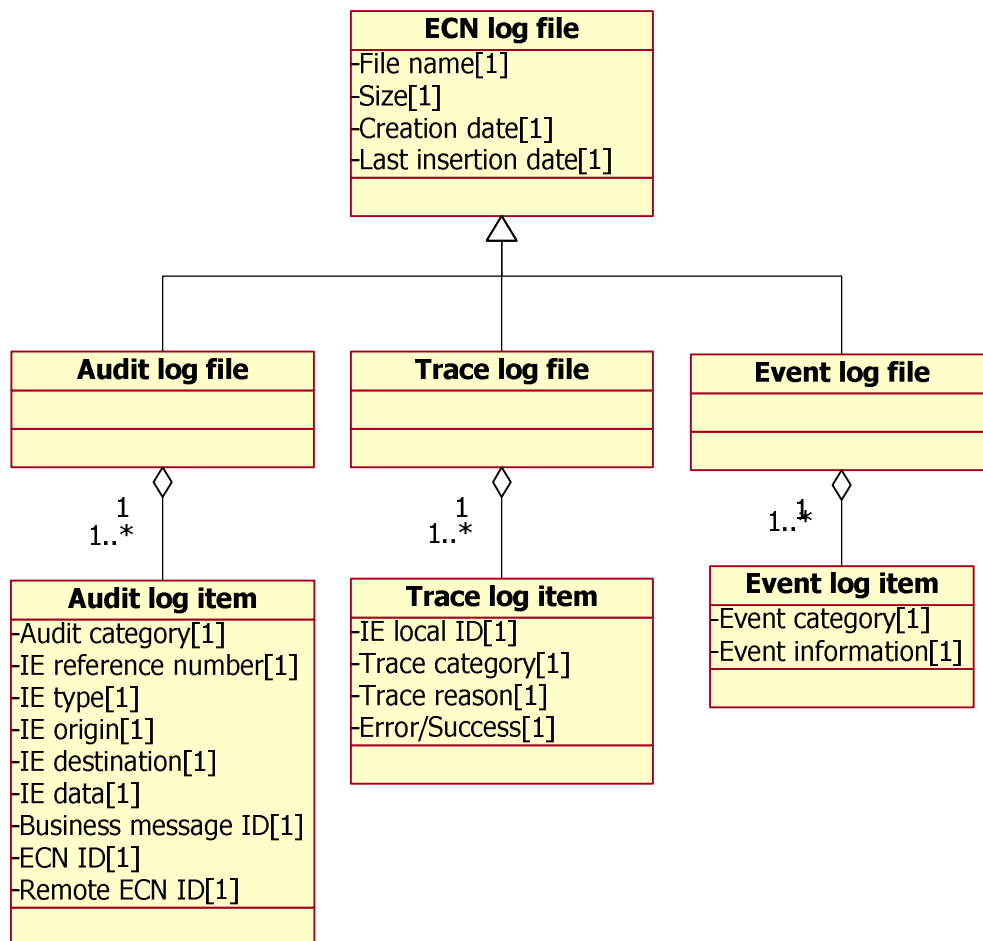 ECN log file
-File name[1]
-Size[1]
-Creation date[1]
-Last insertion date[1]
Audit log file
Trace log file
Event log file
1
1..*
1
1..*
1
1..*
Audit log item
-Audit category[1]
-IE reference number[1]
-IE type[1]
-IE origin[1]
-IE destination[1]
-IE data[1]
-Business message ID[1]
-ECN ID[1]
-Remote ECN ID[1]
Trace log item
-IE local ID[1]
-Trace category[1]
-Trace reason[1]
-Error/Success[1]
Event log item
-Event category[1]
-Event information[1]